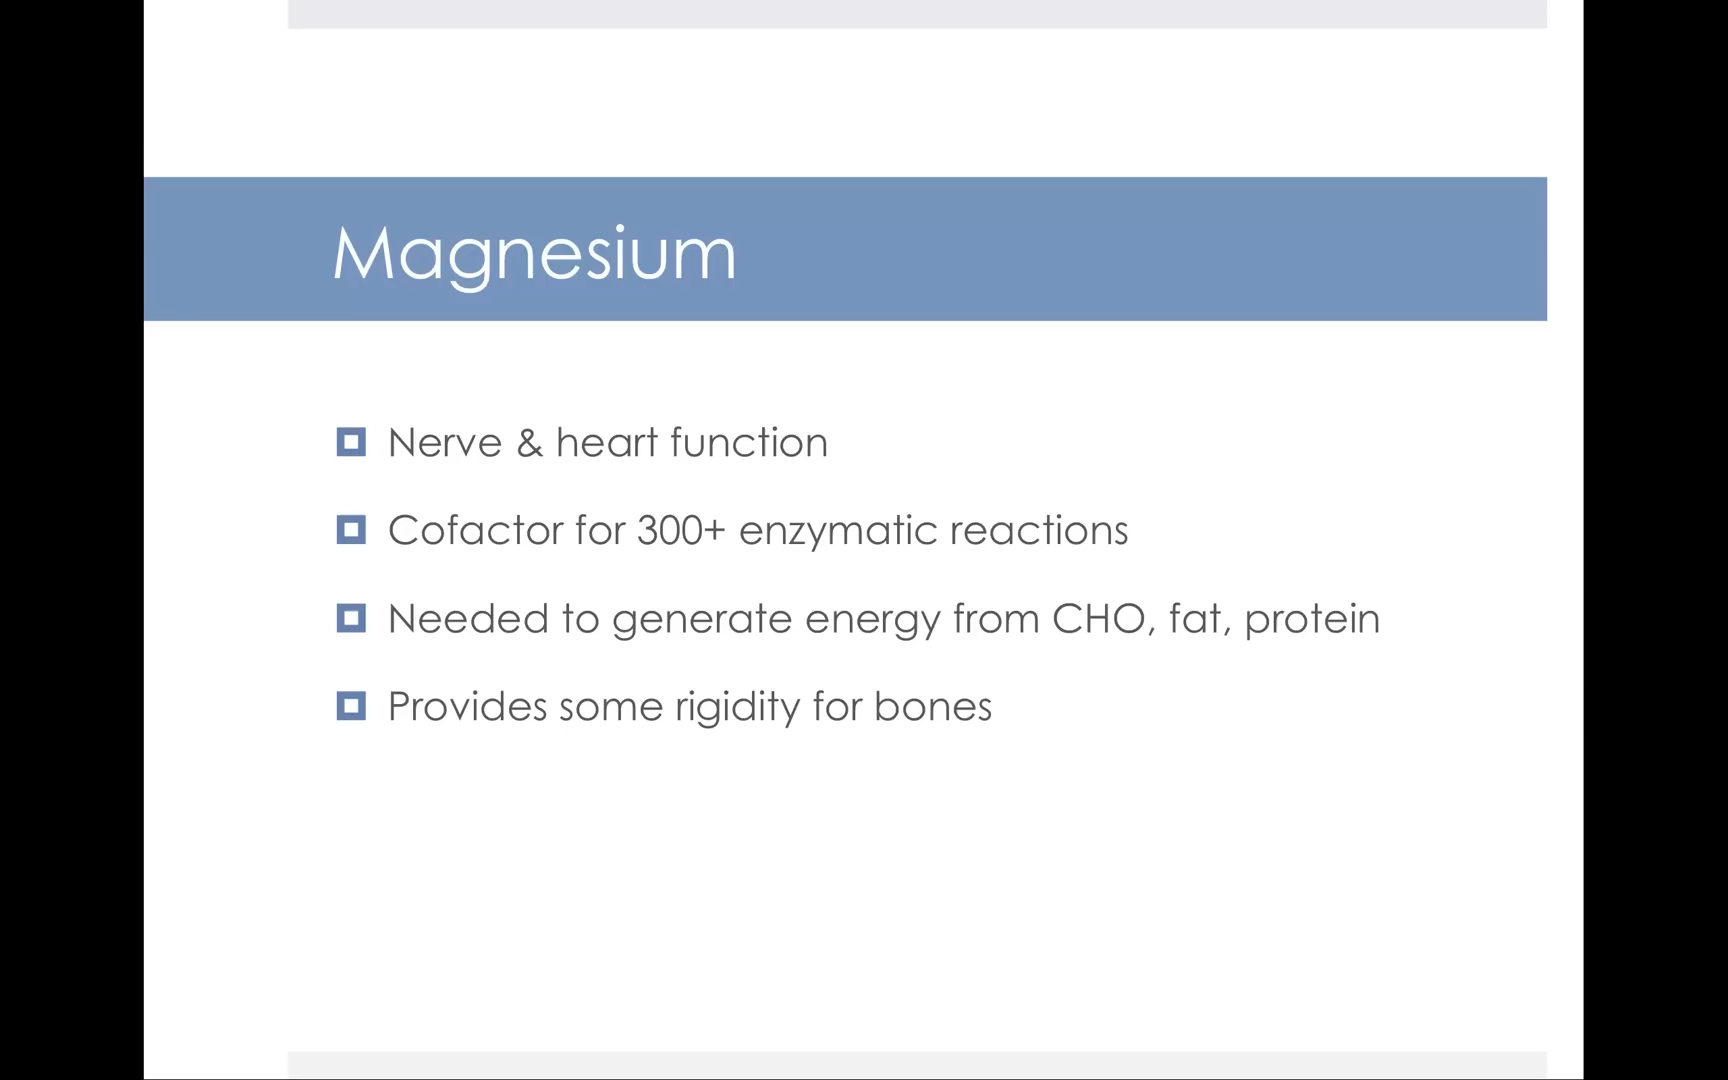 Magnesium
Nerve & heart function
Cofactor for 300+ enzymatic reactions
Needed to generate energy from CHO, fat, protein
Provides some rigidity for bones